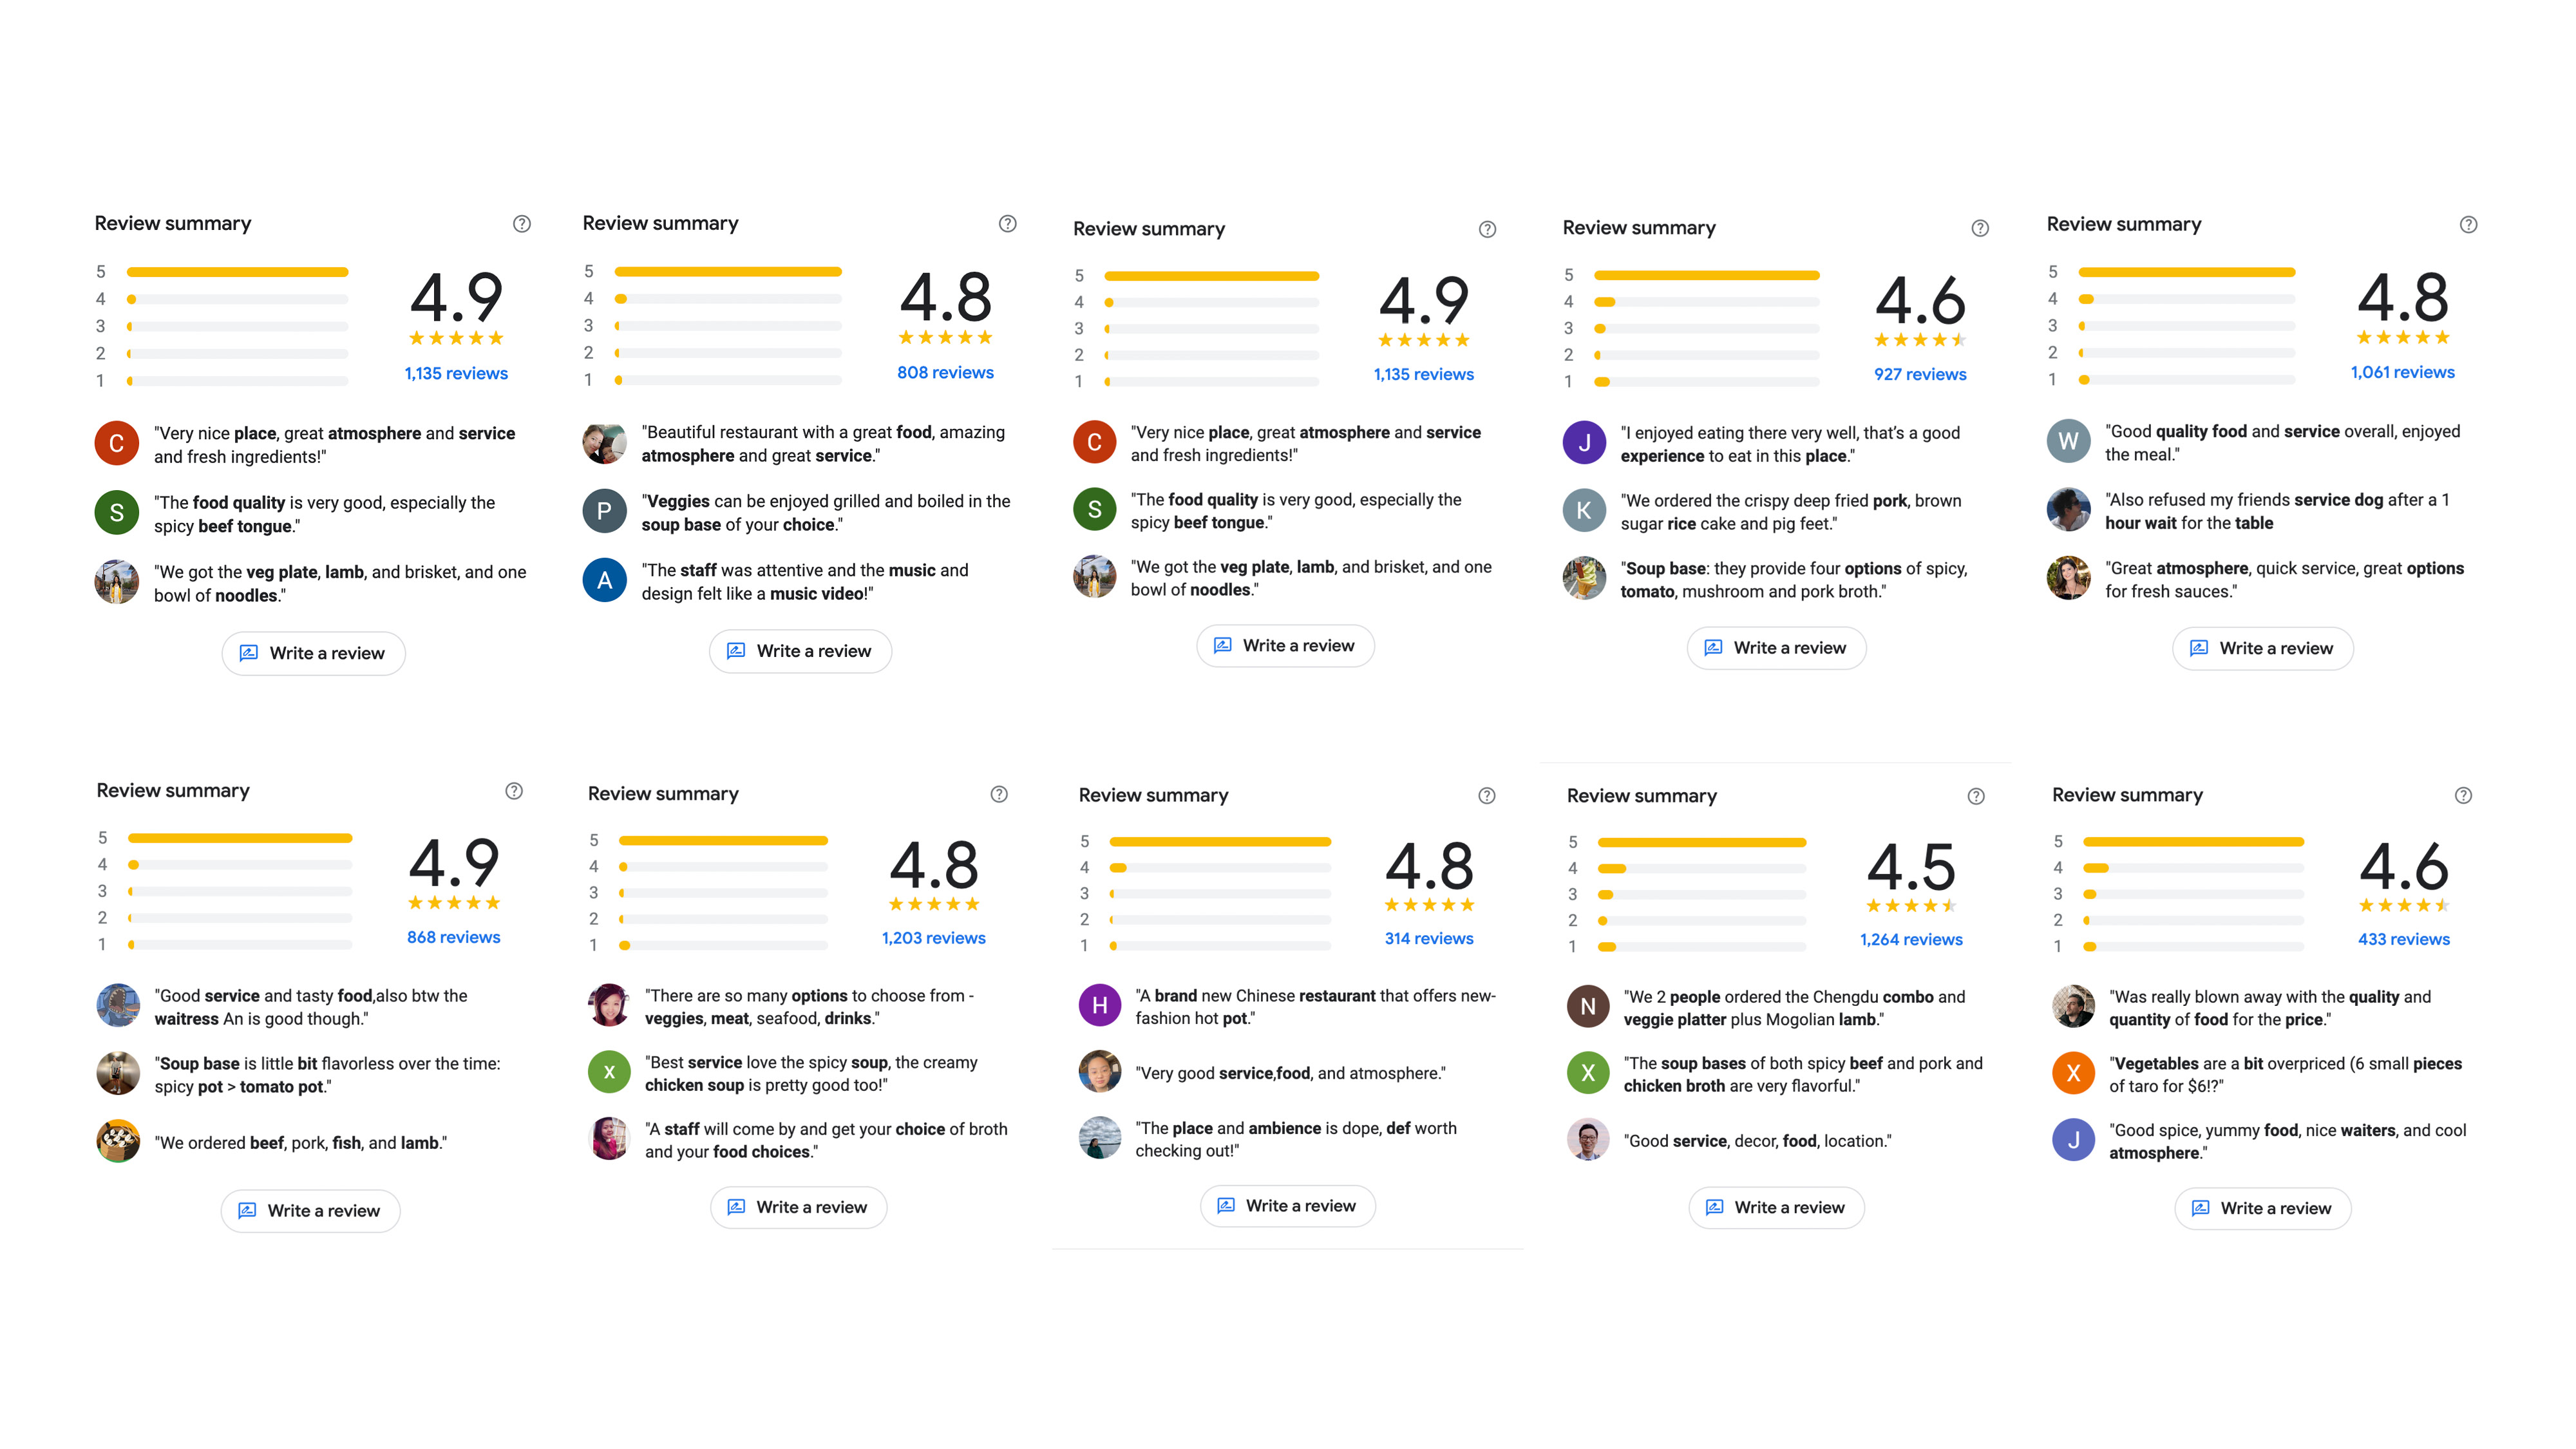 Review summary
5
4
3
2
1
4.9
1,135 reviews
C
"Very nice place, great atmosphere and service
and fresh ingredients!"
S
"The food quality is very good, especially the
spicy beef tongue."
"We got the veg plate, lamb, and brisket, and one
bowl of noodles."
Write a review
Review summary
5
4
3
2
1
4.8
808 reviews
"Beautiful restaurant with a great food, amazing
atmosphere and great service."
P
"Veggies can be enjoyed grilled and boiled in the
soup base of your choice."
A
"The staff was attentive and the music and
design felt like a music video!"
Write a review
Review summary
5
4
3
2
1
4.9
1,135 reviews
C
"Very nice place, great atmosphere and service
and fresh ingredients!"
S
"The food quality is very good, especially the
spicy beef tongue."
"We got the veg plate, lamb, and brisket, and one
bowl of noodles."
Write a review
Review summary
5
4
3
2
1
4.6
927 reviews
J
"I enjoyed eating there very well, that's a good
experience to eat in this place."
K
"We ordered the crispy deep fried pork, brown
sugar rice cake and pig feet."
"Soup base: they provide four options of spicy,
tomato, mushroom and pork broth."
Write a review
Review summary
5
4
3
2
1
4.8
1,061 reviews
W
"Good quality food and service overall, enjoyed
the meal."
"Also refused my friends service dog after a 1
hour wait for the table
"Great atmosphere, quick service, great options
for fresh sauces."
Write a review
Review summary
5
4
3
2
1
4.9
868 reviews
"Good service and tasty food,also btw the
waitress An is good though."
"Soup base is little bit flavorless over the time:
spicy pot > tomato pot."
"We ordered beef, pork, fish, and lamb."
Write a review
Review summary
5
4
3
2
1
4.8
1,203 reviews
"There are so many options to choose from -
veggies, meat, seafood, drinks."
X
"Best service love the spicy soup, the creamy
chicken soup is pretty good too!"
"A staff will come by and get your choice of broth
and your food choices."
Write a review
Review summary
5
4
3
2
1
4.8
314 reviews
H
"A brand new Chinese restaurant that offers new-
fashion hot pot."
"Very good service,food, and atmosphere."
"The place and ambience is dope, def worth
checking out!"
Write a review
Review summary
5
4
3
2
1
4.5
1,264 reviews
N
"We 2 people ordered the Chengdu combo and
veggie platter plus Mogolian lamb."
X
"The soup bases of both spicy beef and pork and
chicken broth are very flavorful."
"Good service, decor, food, location."
Write a review
Review summary
5
4
3
2
1
4.6
433 reviews
"Was really blown away with the quality and
quantity of food for the price."
X
"Vegetables are a bit overpriced (6 small pieces
of taro for $6!?"
J
"Good spice, yummy food, nice waiters, and cool
atmosphere."
Write a review